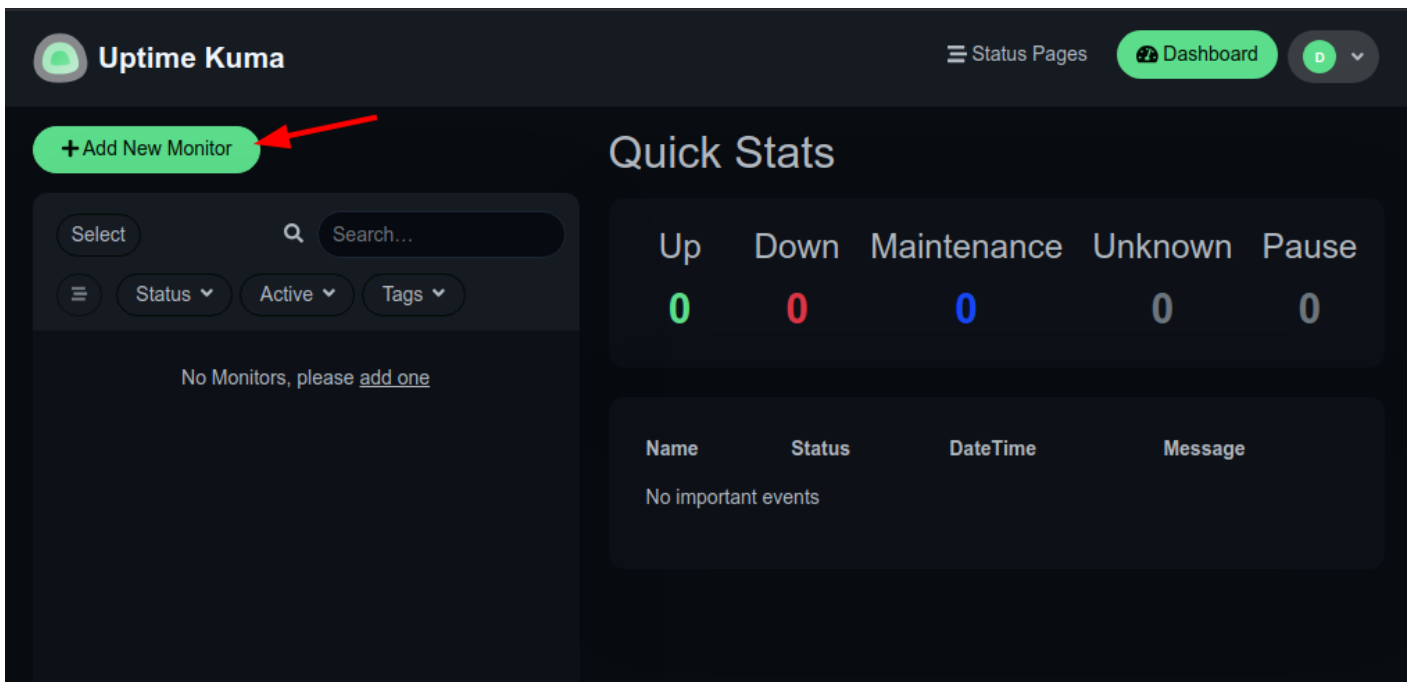 Uptime Kuma
Status Pages
Dashboard
D
Add New Monitor
Quick Stats
Select
Search...
Status
Active
Tags
No Monitors, please add one
Up Down Maintenance Unknown Pause
0 0 0 0 0
Name Status DateTime Message
No important events